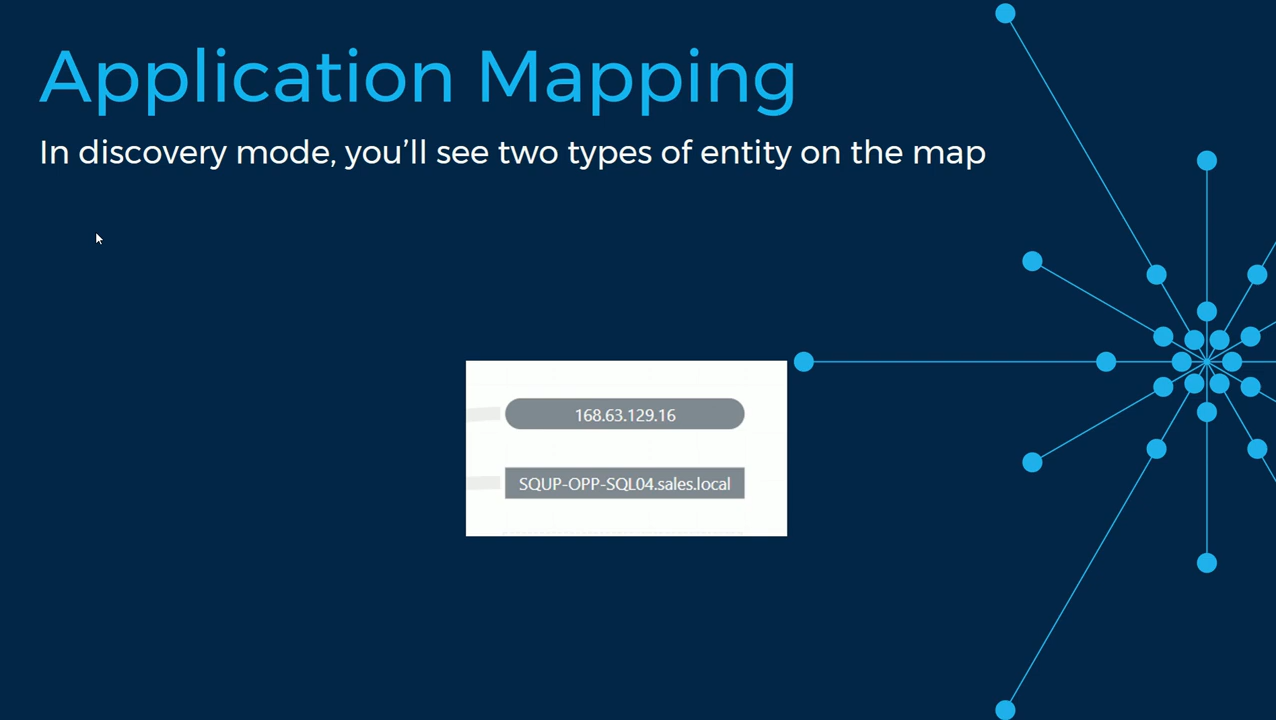 Application Mapping
In discovery mode, you’ll see two types of entity on the map
168.63.129.16
SQUP-OPP-SQL04.sales.local